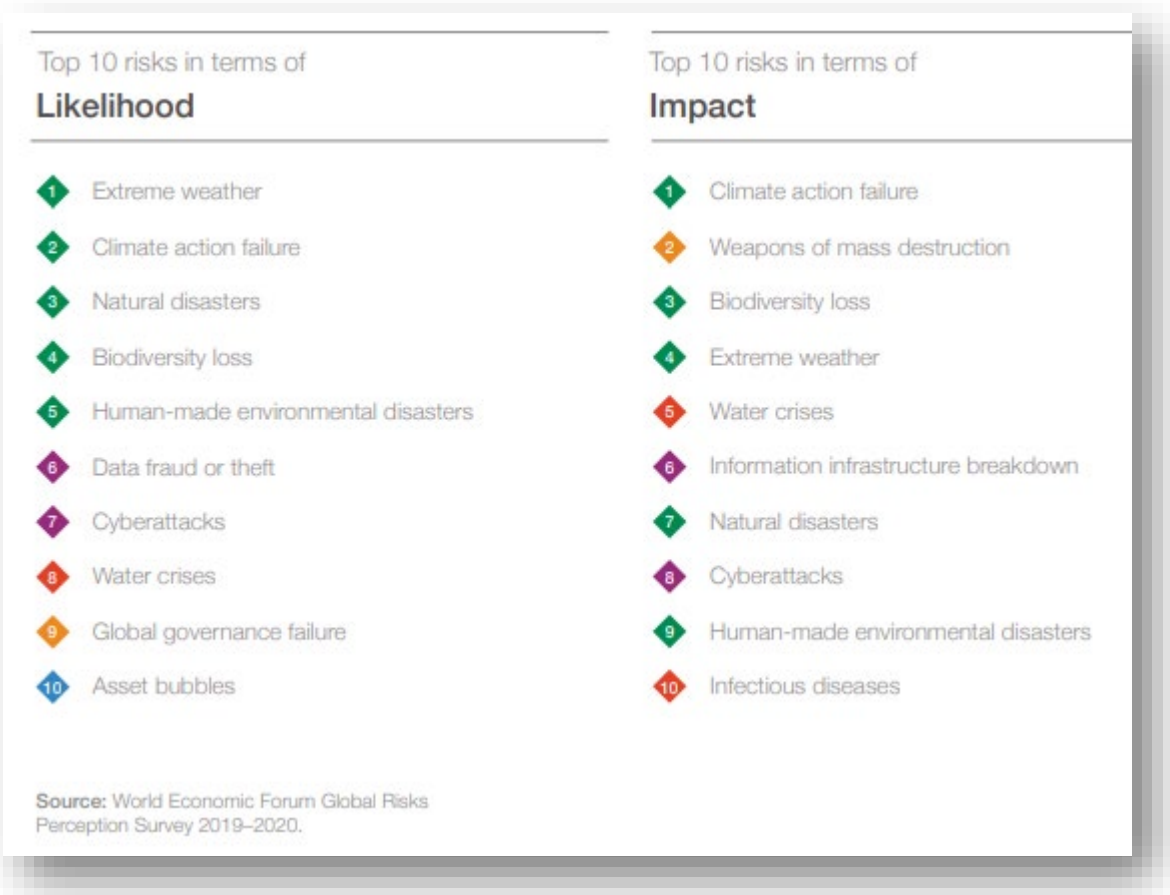 Top 10 risks in terms of
Likelihood
1 Extreme weather
2 Climate action failure
3 Natural disasters
4 Biodiversity loss
5 Human-made environmental disasters
6 Data fraud or theft
7 Cyberattacks
8 Water crises
9 Global governance failure
10 Asset bubbles
Top 10 risks in terms of
Impact
1 Climate action failure
2 Weapons of mass destruction
3 Biodiversity loss
4 Extreme weather
5 Water crises
6 Information infrastructure breakdown
7 Natural disasters
8 Cyberattacks
9 Human-made environmental disasters
10 Infectious diseases
Source: World Economic Forum Global Risks
Perception Survey 2019–2020.